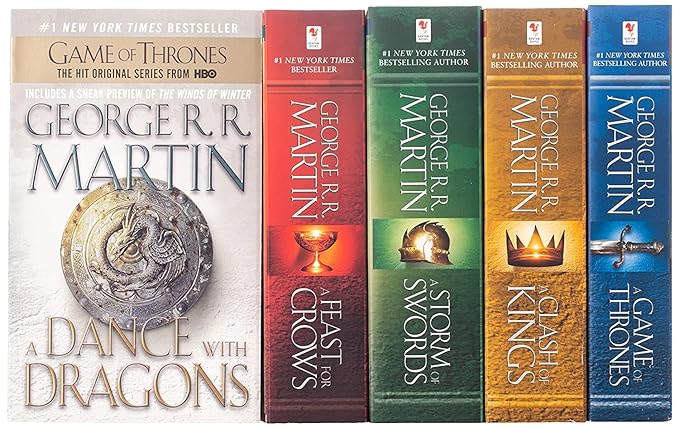 #1 NEW YORK TIMES BESTSELLER
GAME OF THRONES
THE HIT ORIGINAL SERIES FROM HBO
INCLUDES A SNEAK PREVIEW OF THE WINDS OF WINTER
GEORGE R. R.
MARTIN
A DANCE WITH
DRAGONS
#1 NEW YORK TIMES
BESTSELLER
GEORGE R.R.
MARTIN
A FEAST FOR
CROWS
#1 NEW YORK TIMES
BESTSELLING AUTHOR
GEORGE R.R.
MARTIN
A STORM OF
SWORDS
#1 NEW YORK TIMES
BESTSELLING AUTHOR
GEORGE R.R.
MARTIN
A CLASH OF
KINGS
#1 NEW YORK TIMES
BESTSELLING AUTHOR
GEORGE R.R.
MARTIN
A GAME OF
THRONES